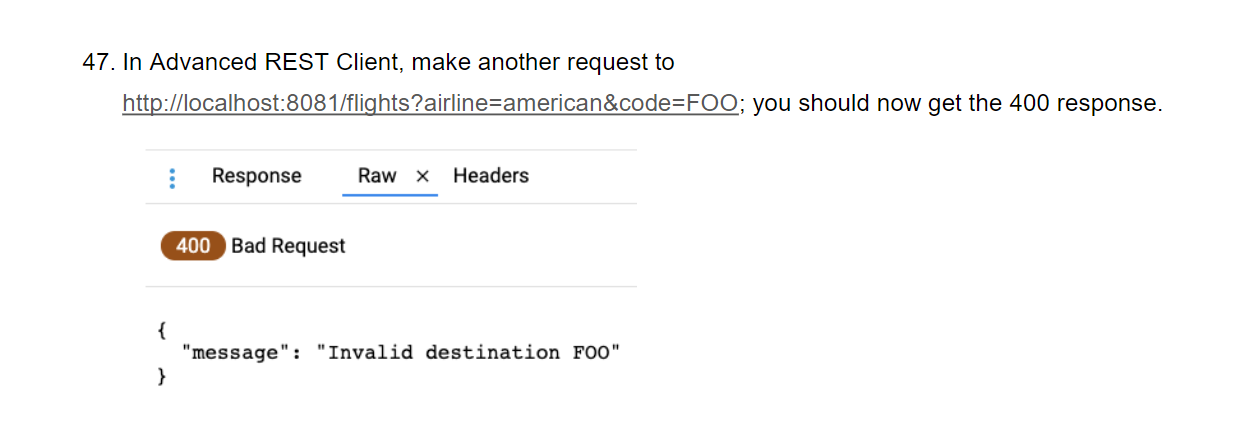 47. In Advanced REST Client, make another request to
http://localhost:8081/flights?airline=american&code=FOO; you should now get the 400 response.
Response Raw × Headers
400 Bad Request
{
"message": "Invalid destination FOO"
}